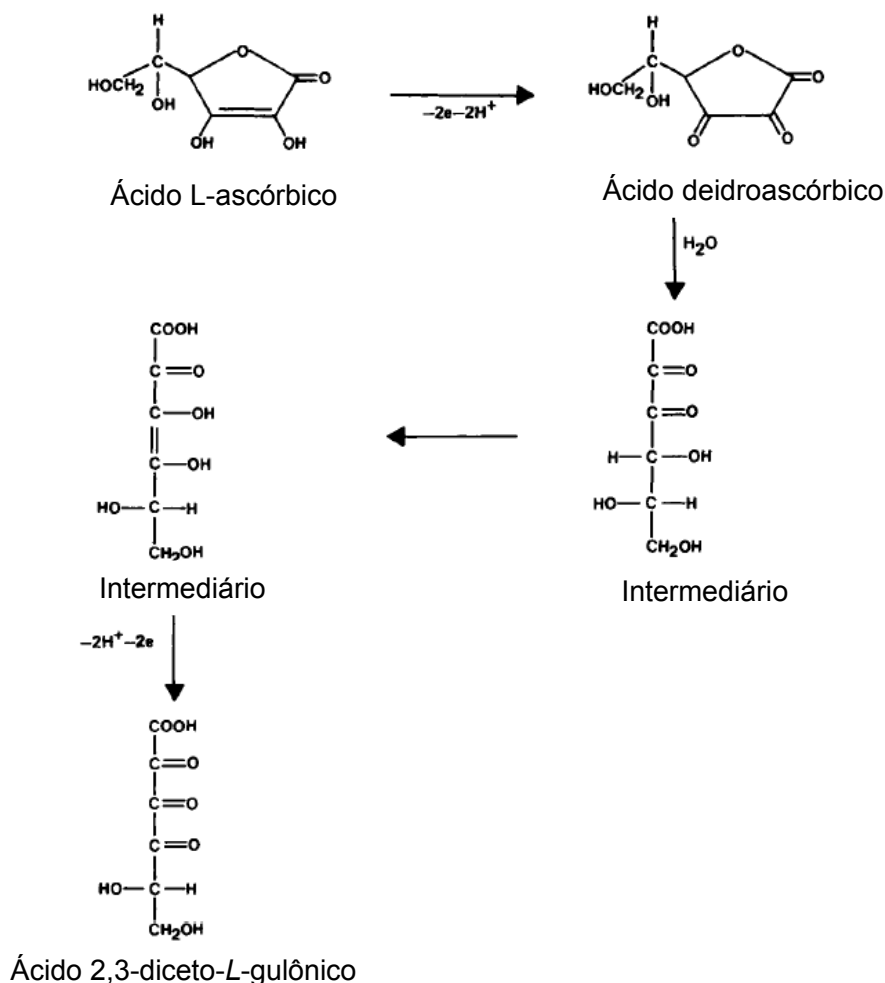 H
C
O
O
HOCH2
OH
OH
OH
Ácido L-ascórbico
–2e–2H+
H
C
O
O
HOCH2
OH
O
O
Ácido deidroascórbico
H2O
COOH
C=O
C—OH
C—OH
HO—C—H
CH2OH
Intermediário
COOH
C=O
C=O
H—C—OH
HO—C—H
CH2OH
Intermediário
–2H+–2e
COOH
C=O
C=O
C=O
HO—C—H
CH2OH
Ácido 2,3-diceto-L-gulônico